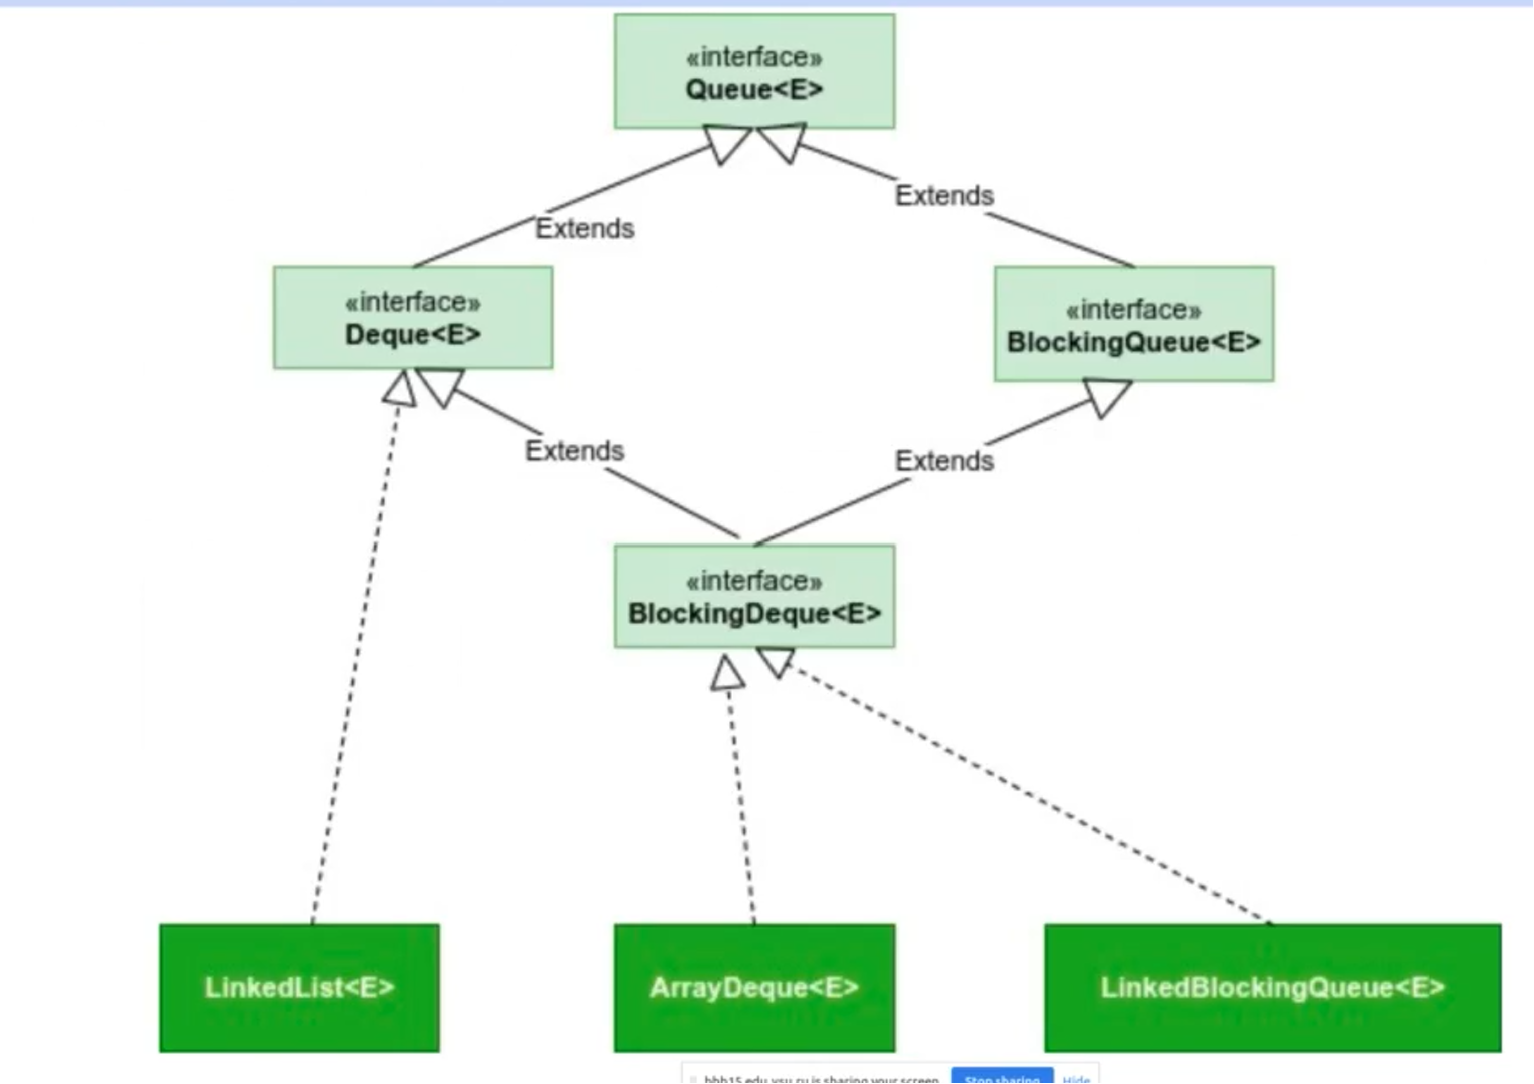 «interface»
Queue<E>
Extends
Extends
«interface»
Deque<E>
«interface»
BlockingQueue<E>
Extends
Extends
«interface»
BlockingDeque<E>
LinkedList<E>
ArrayDeque<E>
LinkedBlockingQueue<E>
bbb15.edu.vsu.ru is sharing your screen. Stop sharing Hide